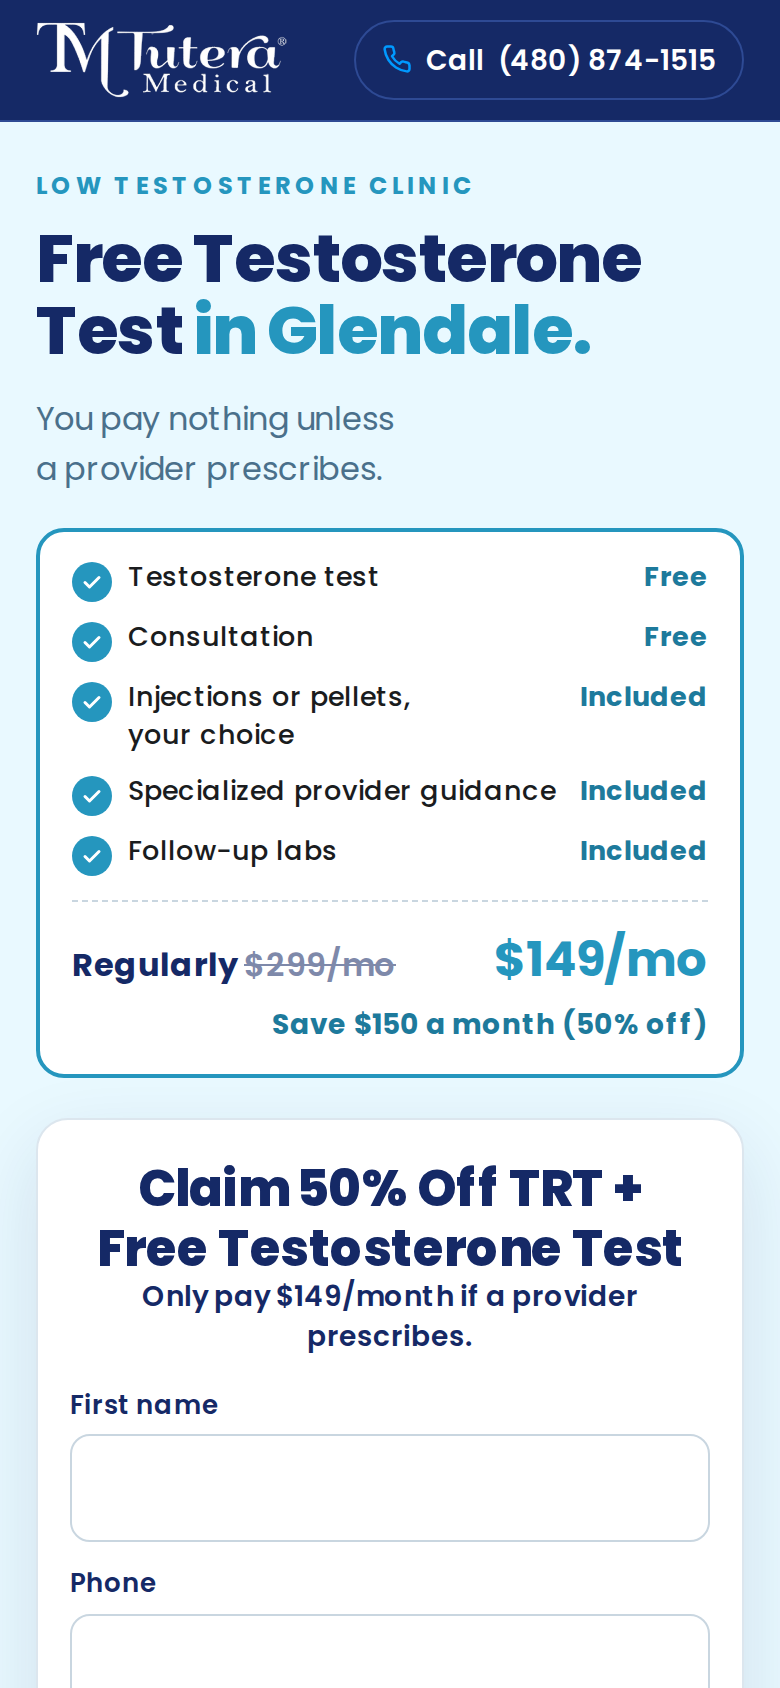 TM Tutera®
Medical
Call (480) 874-1515
LOW TESTOSTERONE CLINIC
Free Testosterone
Test in Glendale.
You pay nothing unless
a provider prescribes.
Testosterone test Free
Consultation Free
Injections or pellets, Included
your choice
Specialized provider guidance Included
Follow-up labs Included
Regularly $299/mo $149/mo
Save $150 a month (50% off)
Claim 50% Off TRT +
Free Testosterone Test
Only pay $149/month if a provider
prescribes.
First name
Phone